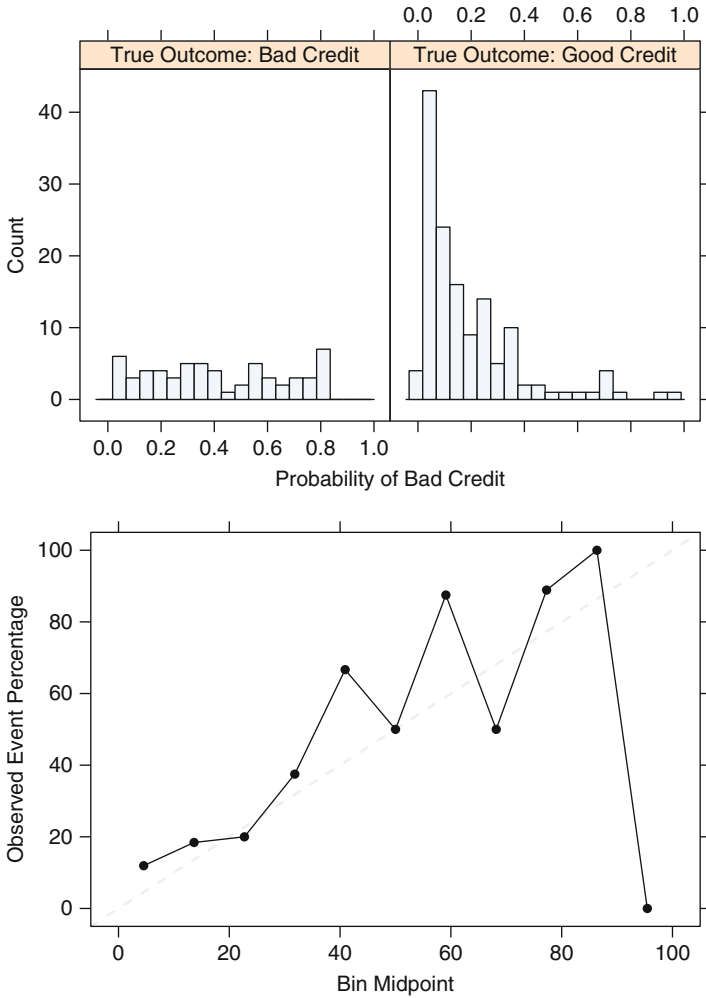 0.0 0.2 0.4 0.6 0.8 1.0
True Outcome: Bad Credit
True Outcome: Good Credit
40
30
20
10
0
Count
0.0 0.2 0.4 0.6 0.8 1.0
Probability of Bad Credit
100
80
60
40
20
0
Observed Event Percentage
0 20 40 60 80 100
Bin Midpoint